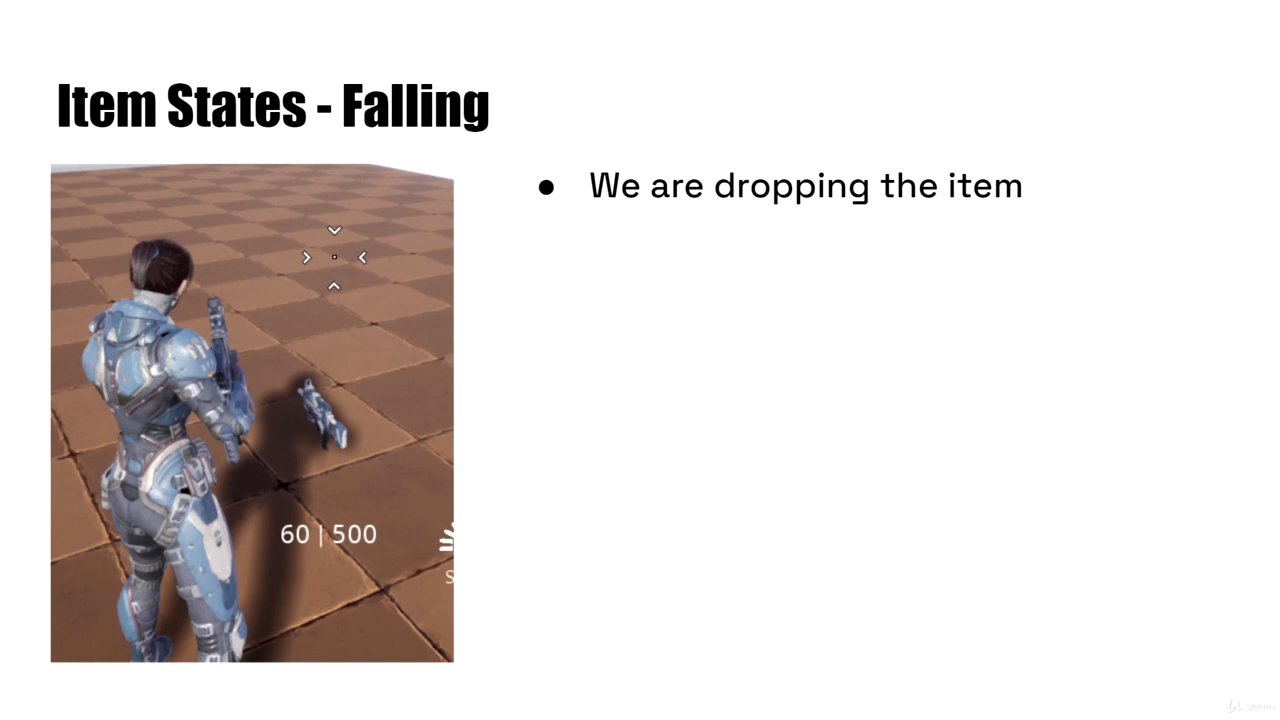 Item States - Falling
● We are dropping the item
60 | 500
S